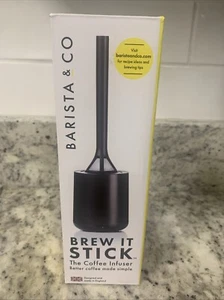 Visit
baristaandco.com
for recipe ideas and
brewing tips
BARISTA & CO
BREW IT
STICK™
The Coffee Infuser
Better coffee made simple